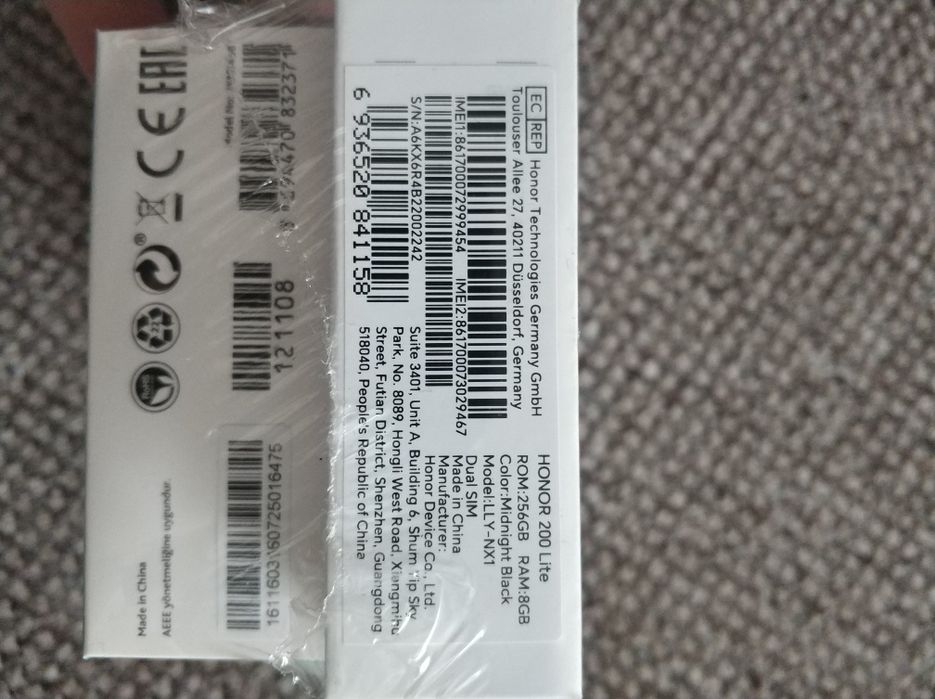 EC REP Honor Technologies Germany GmbH
Toulouser Allee 27, 40211 Düsseldorf, Germany
IMEI1:861700072999454 IMEI2:861700073029467
S/N:A6KX6R4B22002242
6 936520 841158
HONOR 200 Lite
ROM:256GB RAM:8GB
Color:Midnight Black
Model:LLY-NX1
Dual SIM
Made in China
Manufacturer:
Honor Device Co., Ltd.
Suite 3401, Unit A, Building 6, Shum Yip Sky
Park, No. 8089, Hongli West Road, Xiangmihu
Street, Futian District, Shenzhen, Guangdong
518040, People's Republic of China
EAC CE
121108
Made in China
AEEE yönetmeliğine uygundur.